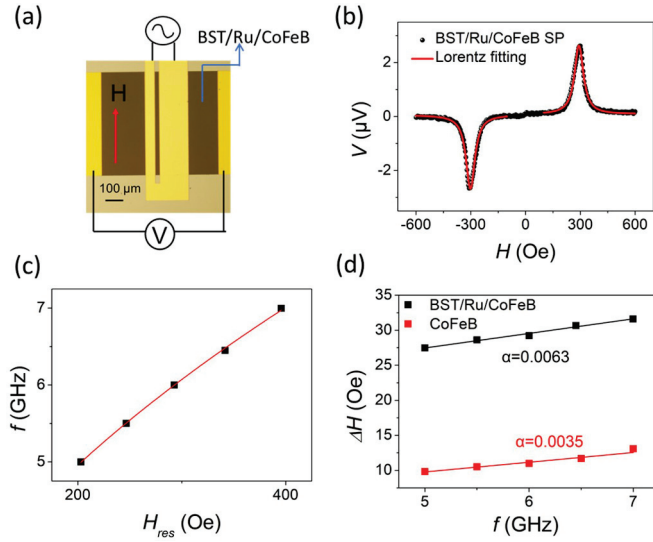 (a)
BST/Ru/CoFeB
H
100 μm
V
(b)
BST/Ru/CoFeB SP
Lorentz fitting
V (μV)
2
0
-2
-600 -300 0 300 600
H (Oe)
(c)
f (GHz)
7
6
5
200 400
H_res (Oe)
(d)
BST/Ru/CoFeB
CoFeB
ΔH (Oe)
35
30
25
20
15
10
α=0.0063
α=0.0035
5 6 7
f (GHz)